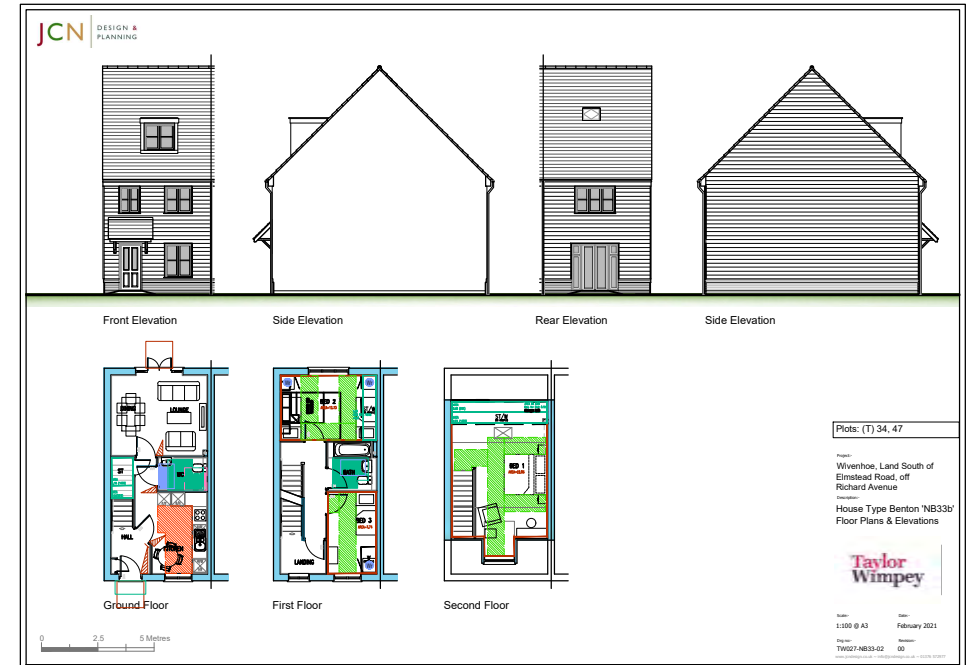 JCN DESIGN &
PLANNING
Front Elevation
Side Elevation
Rear Elevation
Side Elevation
DINING
LOUNGE
ST
WC
HALL
KITCHEN
Ground Floor
BED 2
ST/W
BATH
BED 3
LANDING
First Floor
ST/W
BED 1
Second Floor
0 2.5 5 Metres
Plots: (T) 34, 47
Project:-
Wivenhoe, Land South of
Elmstead Road, off
Richard Avenue
Description:-
House Type Benton 'NB33b'
Floor Plans & Elevations
Taylor
Wimpey
Scale:- Date:-
1:100 @ A3 February 2021
Drg no:- Revision:-
TW027-NB33-02 00